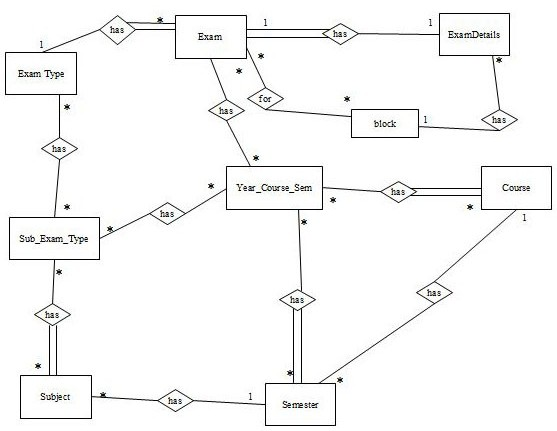 has * Exam 1 has 1 ExamDetails
1
Exam Type
* * *
for *
block 1 has
* has
has
* *
Year_Course_Sem * has * Course
has
* * 1
Sub_Exam_Type
* *
has has has
* * *
Subject * has 1 Semester